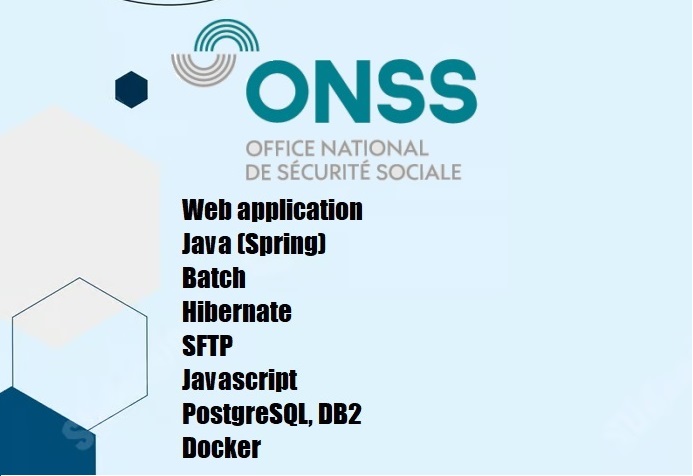 ONSS
OFFICE NATIONAL
DE SÉCURITÉ SOCIALE
Web application
Java (Spring)
Batch
Hibernate
SFTP
Javascript
PostgreSQL, DB2
Docker